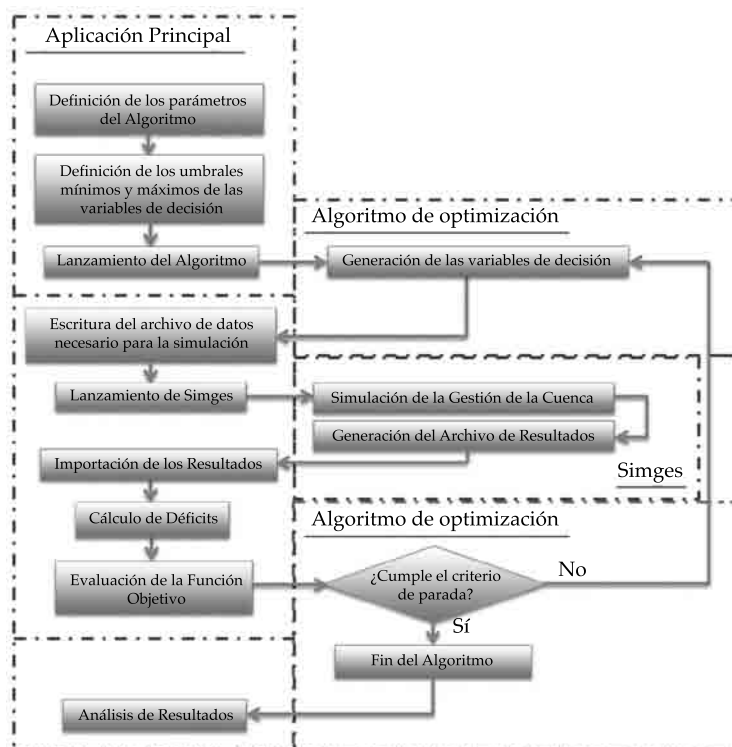 Aplicación Principal
Definición de los parámetros
del Algoritmo
Definición de los umbrales
mínimos y máximos de las
variables de decisión
Lanzamiento del Algoritmo
Algoritmo de optimización
Generación de las variables de decisión
Escritura del archivo de datos
necesario para la simulación
Lanzamiento de Simges
Simulación de la Gestión de la Cuenca
Generación del Archivo de Resultados
Simges
Importación de los Resultados
Cálculo de Déficits
Evaluación de la Función
Objetivo
Algoritmo de optimización
¿Cumple el criterio
de parada?
No
Sí
Fin del Algoritmo
Análisis de Resultados